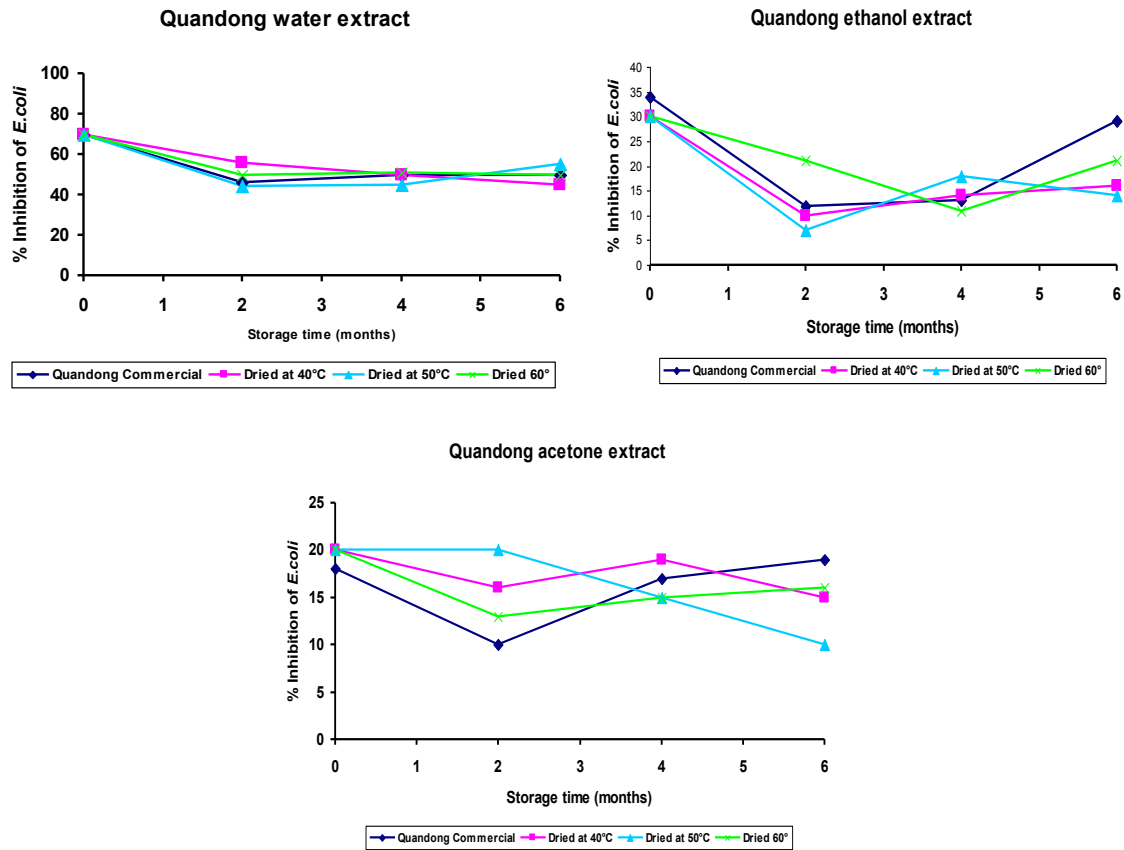 Quandong water extract
% Inhibition of E.coli
100
80
60
40
20
0
0 1 2 3 4 5 6
Storage time (months)
Quandong Commercial Dried at 40°C Dried at 50°C Dried 60°
Quandong ethanol extract
% Inhibition of E.coli
40
35
30
25
20
15
10
5
0
0 1 2 3 4 5 6
Storage time (months)
Quandong Commercial Dried at 40°C Dried at 50°C Dried 60°
Quandong acetone extract
% Inhibition of E.coli
25
20
15
10
5
0
0 1 2 3 4 5 6
Storage time (months)
Quandong Commercial Dried at 40°C Dried at 50°C Dried 60°